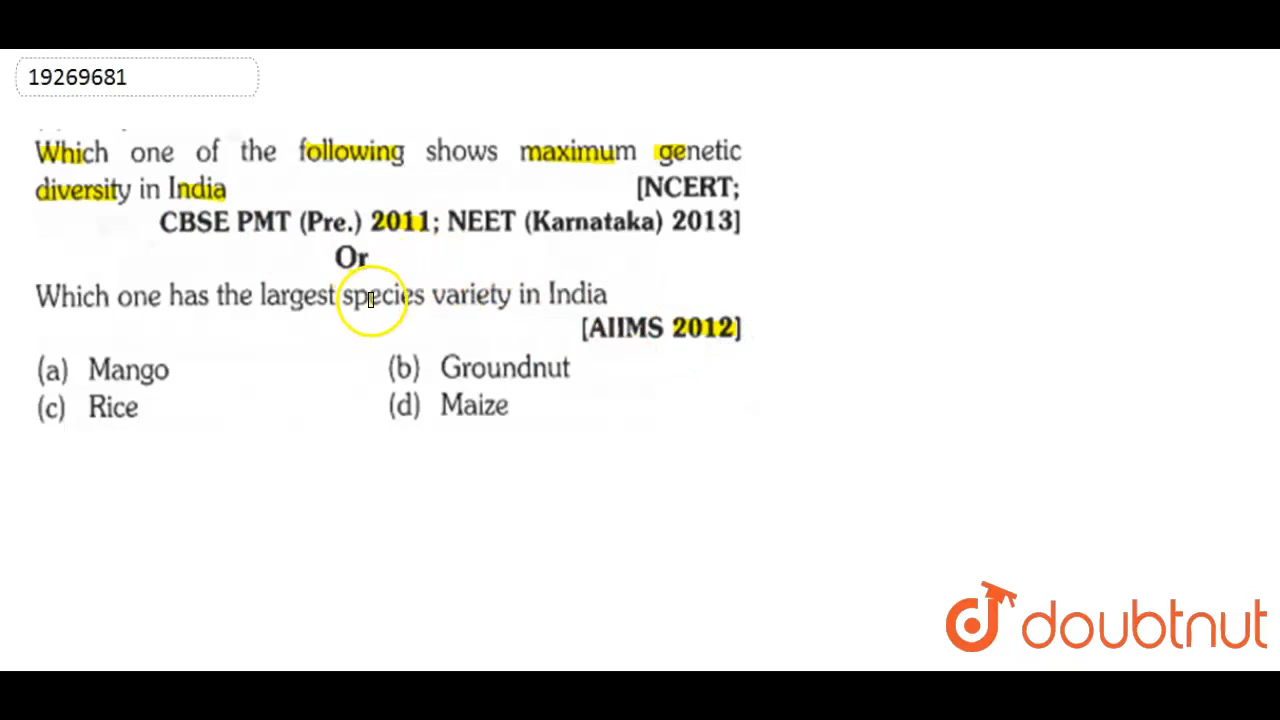 19269681
Which one of the following shows maximum genetic
diversity in India [NCERT;
CBSE PMT (Pre.) 2011; NEET (Karnataka) 2013]
Or
Which one has the largest species variety in India
[AIIMS 2012]
(a) Mango (b) Groundnut
(c) Rice (d) Maize
doubtnut